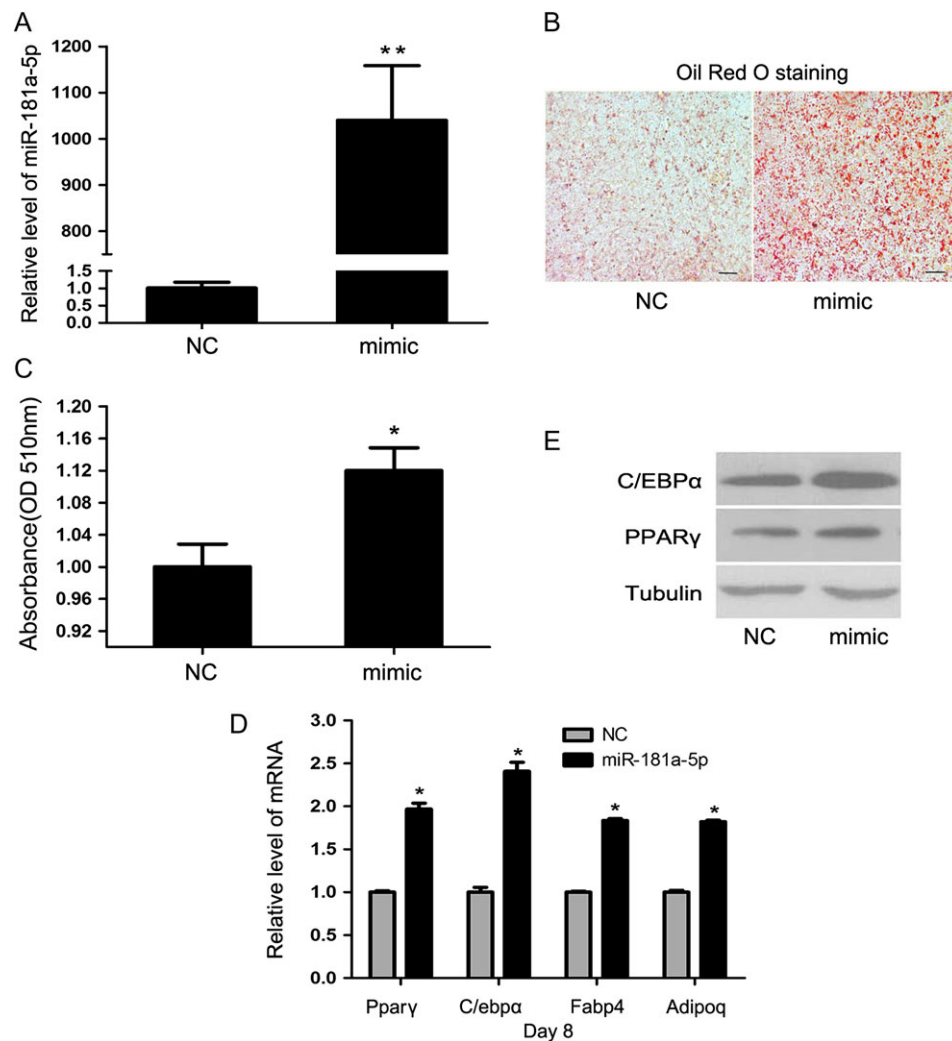 A
Relative level of miR-181a-5p
1200
**
1100
1000
900
800
1.5
1.0
0.5
0.0
NC mimic
B
Oil Red O staining
NC mimic
C
Absorbance(OD 510nm)
1.20
1.16
*
1.12
1.08
1.04
1.00
0.96
0.92
NC mimic
E
C/EBPα
PPARγ
Tubulin
NC mimic
D
Relative level of mRNA
3.0
2.5
2.0
1.5
1.0
0.5
0.0
NC
miR-181a-5p
* * * *
Pparγ C/ebpα Fabp4 Adipoq
Day 8